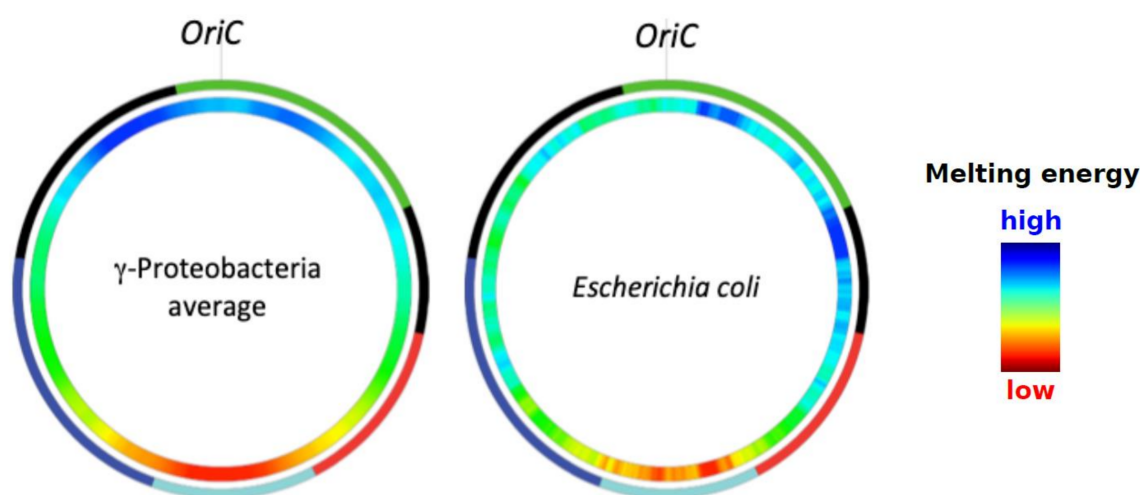 OriC
γ-Proteobacteria
average
OriC
Escherichia coli
Melting energy
high
low